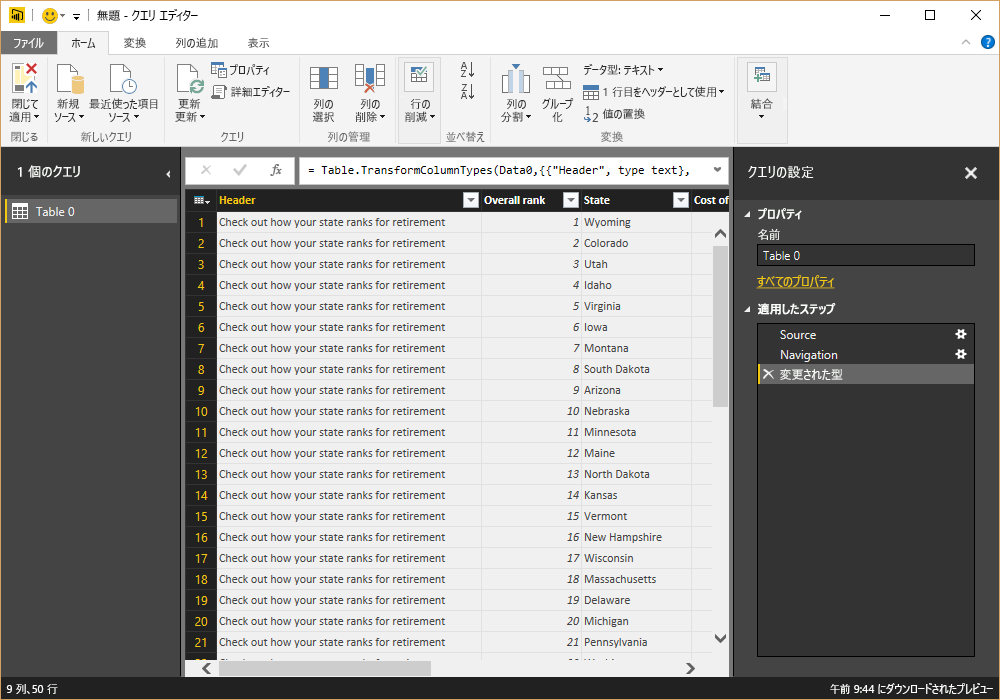 無題 - クエリ エディター
ファイル ホーム 変換 列の追加 表示
閉じて適用 新規ソース 最近使った項目ソース 更新更新 プロパティ 詳細エディター 列の選択 列の削除 行の削減 列の分割 グループ化 データ型: テキスト 1 行目をヘッダーとして使用 値の置換 結合
閉じる 新しいクエリ クエリ 列の管理 並べ替え 変換
1 個のクエリ
Table 0
= Table.TransformColumnTypes(Data0,{{"Header", type text},
Header Overall rank State Cost of
1 Check out how your state ranks for retirement 1 Wyoming
2 Check out how your state ranks for retirement 2 Colorado
3 Check out how your state ranks for retirement 3 Utah
4 Check out how your state ranks for retirement 4 Idaho
5 Check out how your state ranks for retirement 5 Virginia
6 Check out how your state ranks for retirement 6 Iowa
7 Check out how your state ranks for retirement 7 Montana
8 Check out how your state ranks for retirement 8 South Dakota
9 Check out how your state ranks for retirement 9 Arizona
10 Check out how your state ranks for retirement 10 Nebraska
11 Check out how your state ranks for retirement 11 Minnesota
12 Check out how your state ranks for retirement 12 Maine
13 Check out how your state ranks for retirement 13 North Dakota
14 Check out how your state ranks for retirement 14 Kansas
15 Check out how your state ranks for retirement 15 Vermont
16 Check out how your state ranks for retirement 16 New Hampshire
17 Check out how your state ranks for retirement 17 Wisconsin
18 Check out how your state ranks for retirement 18 Massachusetts
19 Check out how your state ranks for retirement 19 Delaware
20 Check out how your state ranks for retirement 20 Michigan
21 Check out how your state ranks for retirement 21 Pennsylvania
クエリの設定
プロパティ
名前
Table 0
すべてのプロパティ
適用したステップ
Source
Navigation
変更された型
9 列、50 行
午前 9:44 にダウンロードされたプレビュー